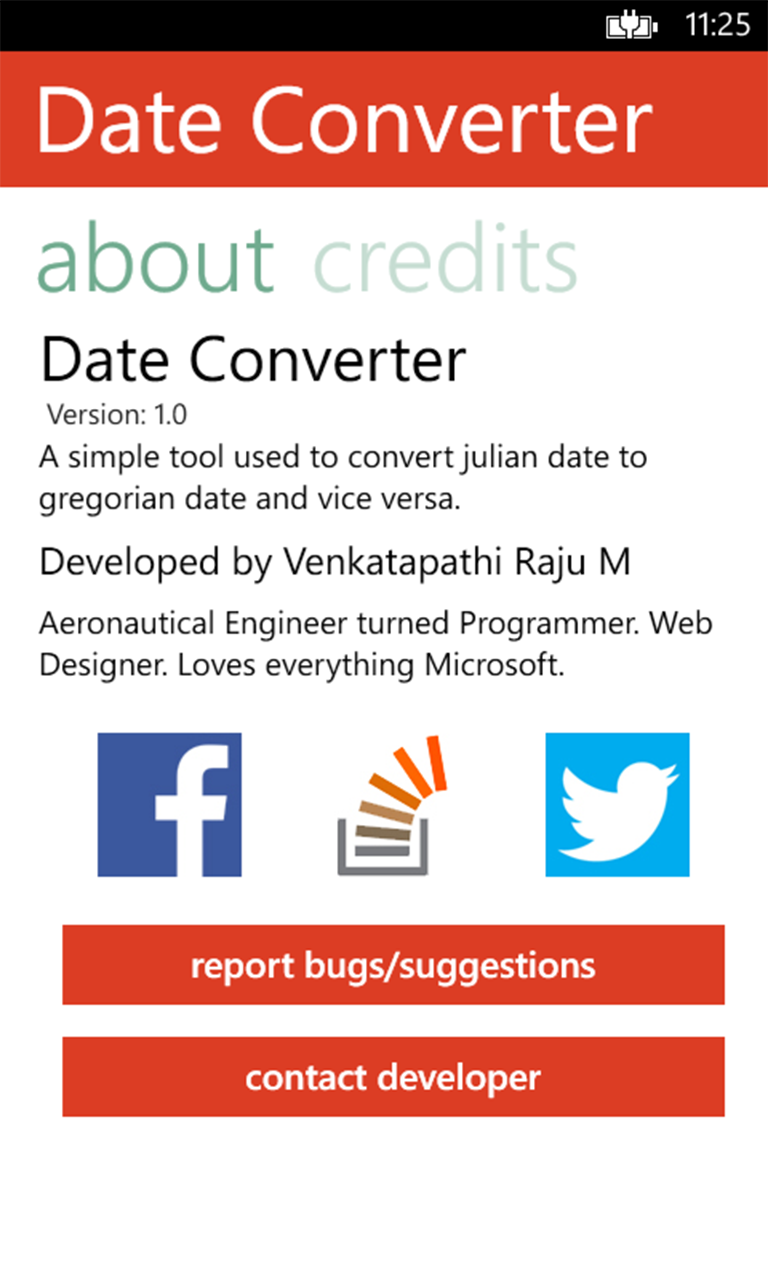 11:25
Date Converter
about credits
Date Converter
Version: 1.0
A simple tool used to convert julian date to
gregorian date and vice versa.
Developed by Venkatapathi Raju M
Aeronautical Engineer turned Programmer. Web
Designer. Loves everything Microsoft.
report bugs/suggestions
contact developer